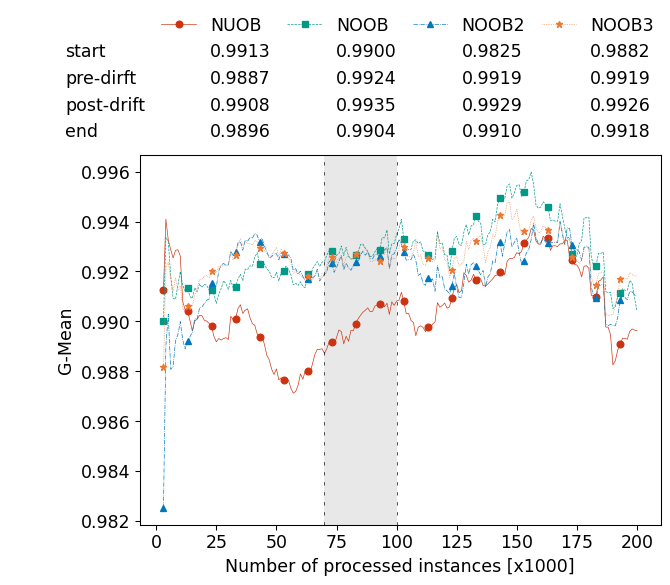 NUOB NOOB NOOB2 NOOB3
start 0.9913 0.9900 0.9825 0.9882
pre-dirft 0.9887 0.9924 0.9919 0.9919
post-drift 0.9908 0.9935 0.9929 0.9926
end 0.9896 0.9904 0.9910 0.9918
0.996
0.994
0.992
0.990
0.988
0.986
0.984
0.982
G-Mean
0 25 50 75 100 125 150 175 200
Number of processed instances [x1000]